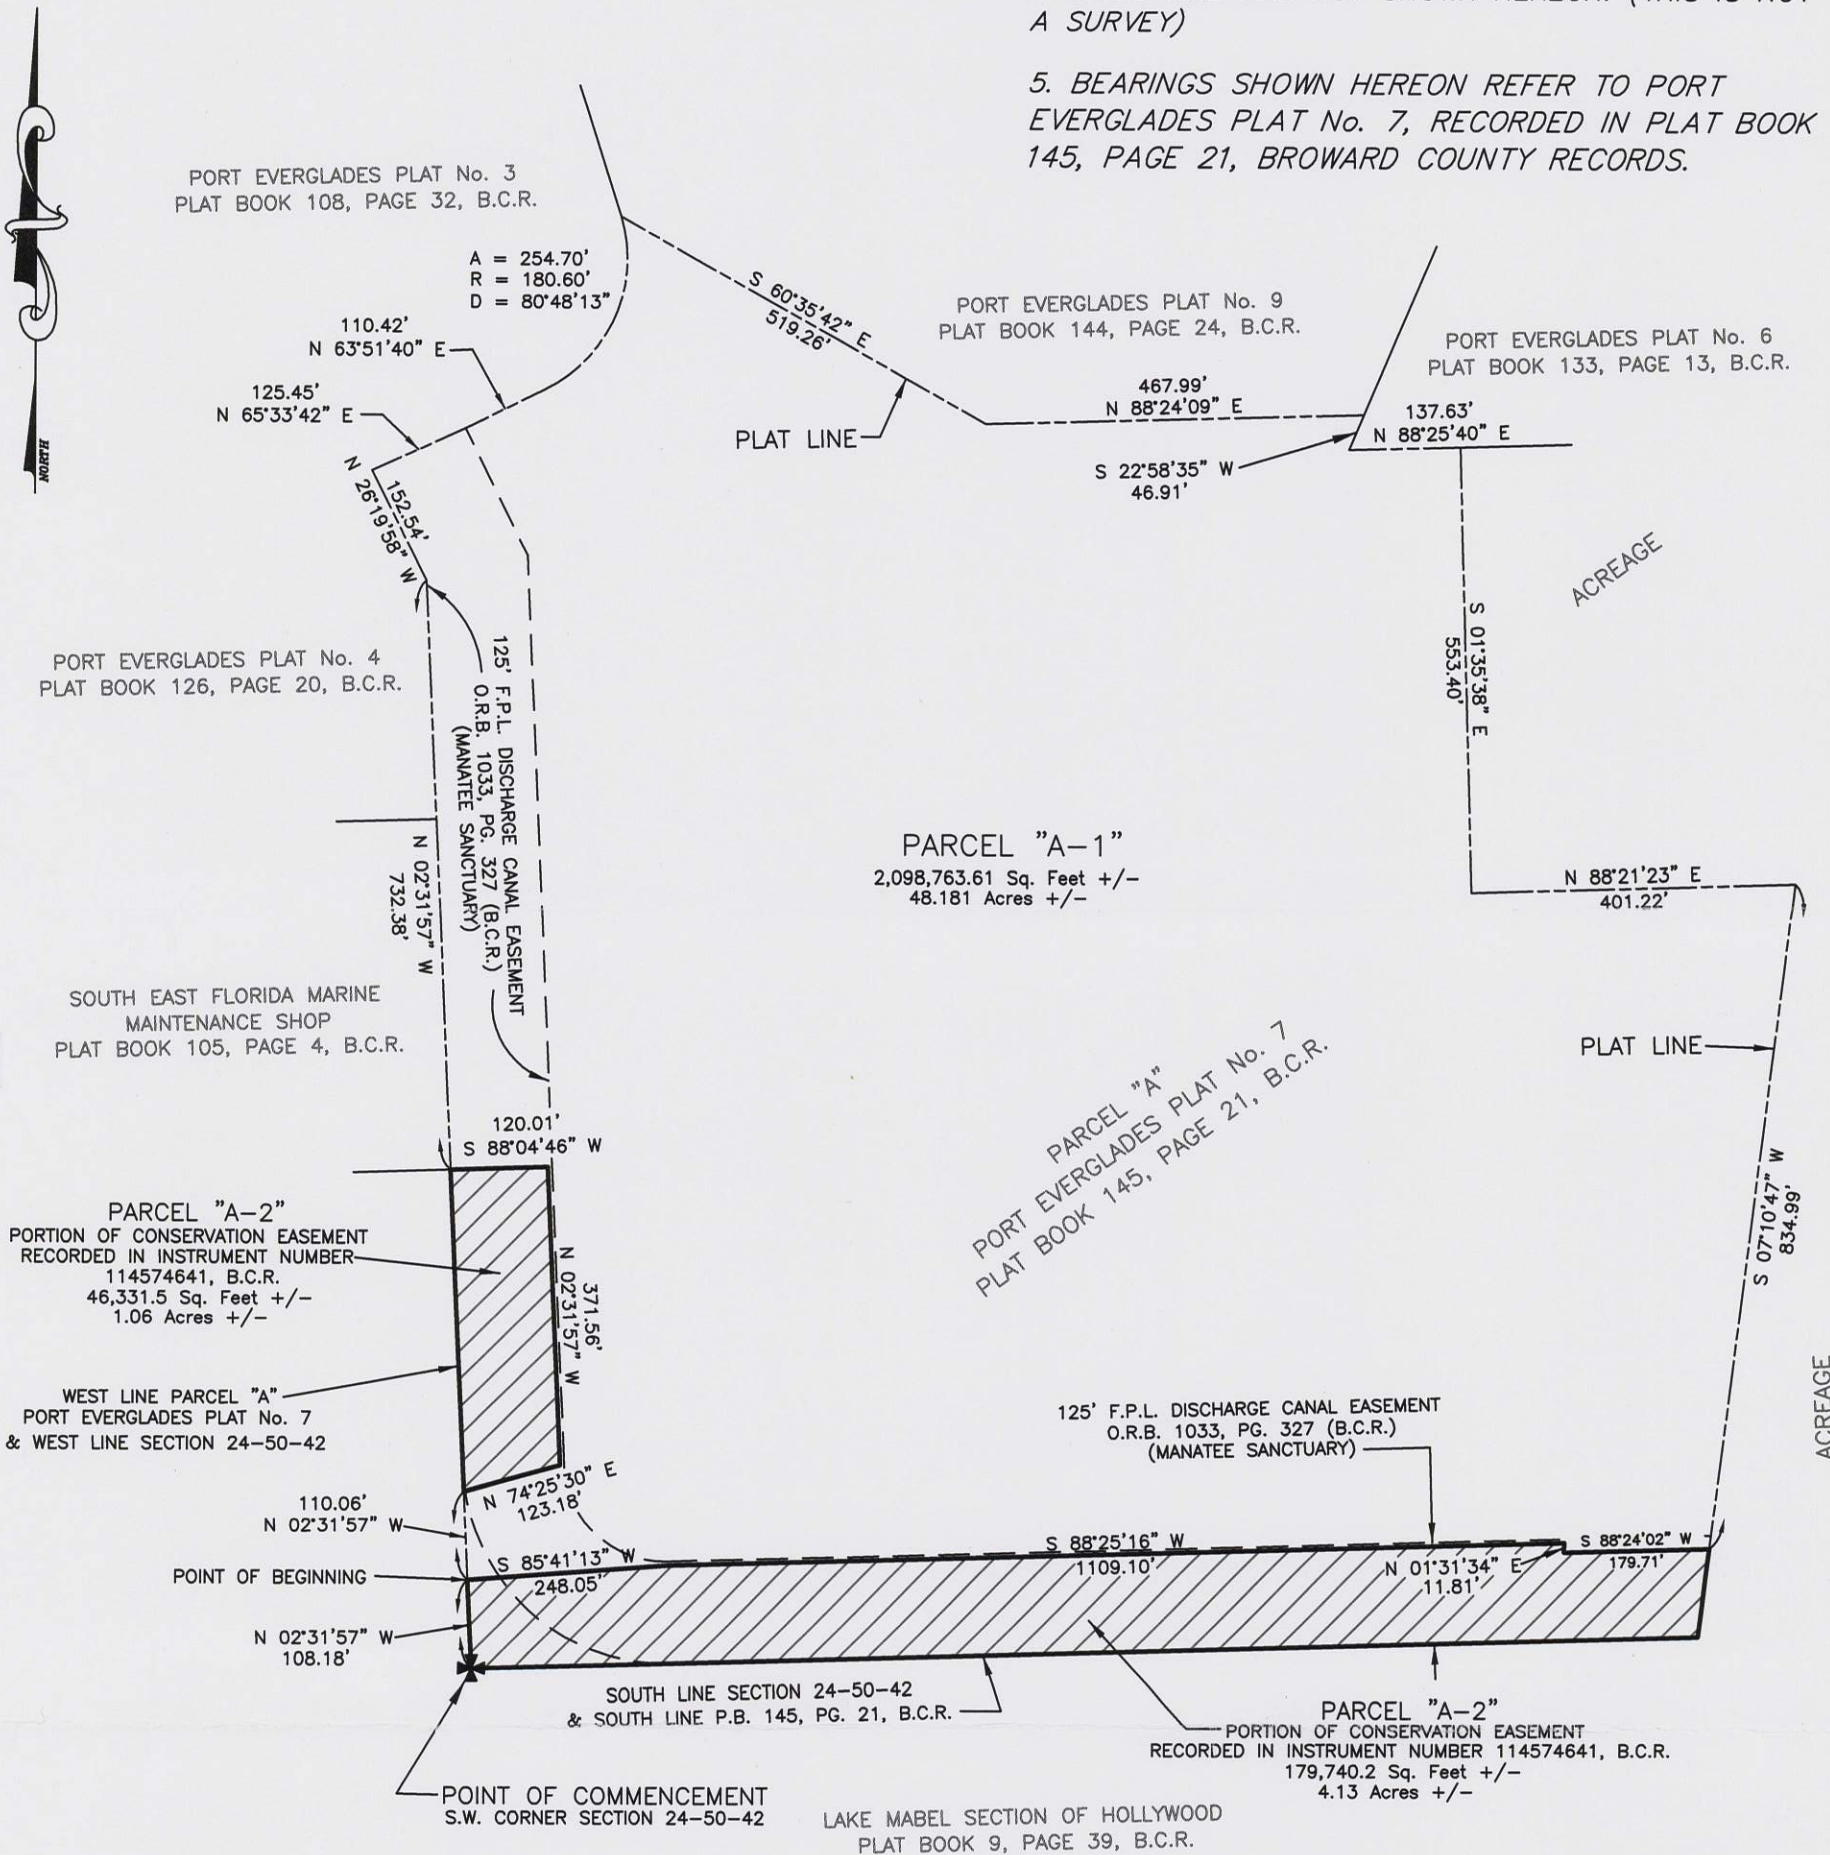 A SURVEY)
5. BEARINGS SHOWN HEREON REFER TO PORT
EVERGLADES PLAT No. 7, RECORDED IN PLAT BOOK
145, PAGE 21, BROWARD COUNTY RECORDS.
NORTH
PORT EVERGLADES PLAT No. 3
PLAT BOOK 108, PAGE 32, B.C.R.
A = 254.70'
R = 180.60'
D = 80°48'13"
110.42'
N 63°51'40" E
125.45'
N 65°33'42" E
S 60°35'42" E
519.26'
PORT EVERGLADES PLAT No. 9
PLAT BOOK 144, PAGE 24, B.C.R.
PORT EVERGLADES PLAT No. 6
PLAT BOOK 133, PAGE 13, B.C.R.
467.99'
N 88°24'09" E
137.63'
N 88°25'40" E
PLAT LINE
S 22°58'35" W
46.91'
152.54'
N 26°19'58" W
ACREAGE
S 01°35'38" E
553.40'
PORT EVERGLADES PLAT No. 4
PLAT BOOK 126, PAGE 20, B.C.R.
125' F.P.L. DISCHARGE CANAL EASEMENT
O.R.B. 1033, PG. 327 (B.C.R.)
(MANATEE SANCTUARY)
N 02°31'57" W
732.38'
PARCEL "A-1"
2,098,763.61 Sq. Feet +/-
48.181 Acres +/-
N 88°21'23" E
401.22'
SOUTH EAST FLORIDA MARINE
MAINTENANCE SHOP
PLAT BOOK 105, PAGE 4, B.C.R.
PLAT LINE
PARCEL "A"
PORT EVERGLADES PLAT No. 7
PLAT BOOK 145, PAGE 21, B.C.R.
120.01'
S 88°04'46" W
S 07°10'47" W
834.99'
PARCEL "A-2"
PORTION OF CONSERVATION EASEMENT
RECORDED IN INSTRUMENT NUMBER
114574641, B.C.R.
46,331.5 Sq. Feet +/-
1.06 Acres +/-
371.56'
N 02°31'57" W
WEST LINE PARCEL "A"
PORT EVERGLADES PLAT No. 7
& WEST LINE SECTION 24-50-42
ACREAGE
125' F.P.L. DISCHARGE CANAL EASEMENT
O.R.B. 1033, PG. 327 (B.C.R.)
(MANATEE SANCTUARY)
N 74°25'30" E
123.18'
110.06'
N 02°31'57" W
S 85°41'13" W
248.05'
S 88°25'16" W
1109.10'
N 01°31'34" E
11.81'
S 88°24'02" W
179.71'
POINT OF BEGINNING
N 02°31'57" W
108.18'
SOUTH LINE SECTION 24-50-42
& SOUTH LINE P.B. 145, PG. 21, B.C.R.
PARCEL "A-2"
PORTION OF CONSERVATION EASEMENT
RECORDED IN INSTRUMENT NUMBER 114574641, B.C.R.
179,740.2 Sq. Feet +/-
4.13 Acres +/-
POINT OF COMMENCEMENT
S.W. CORNER SECTION 24-50-42
LAKE MABEL SECTION OF HOLLYWOOD
PLAT BOOK 9, PAGE 39, B.C.R.